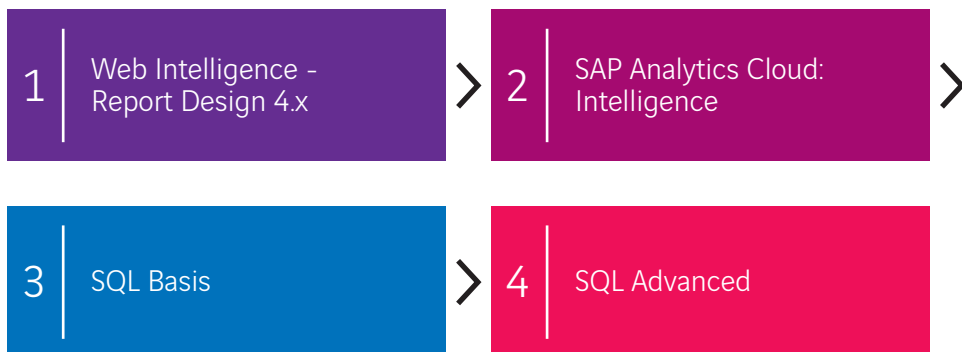 1
Web Intelligence -
Report Design 4.x
2
SAP Analytics Cloud:
Intelligence
3
SQL Basis
4
SQL Advanced